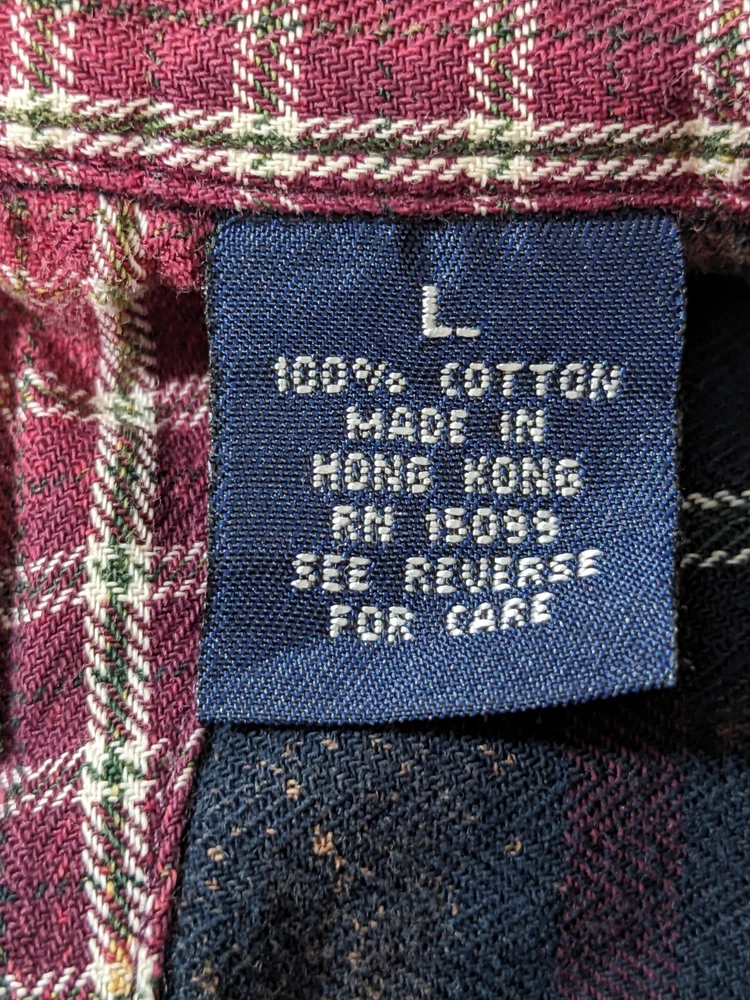 L
100% COTTON
MADE IN
HONG KONG
RN 15099
SEE REVERSE
FOR CARE